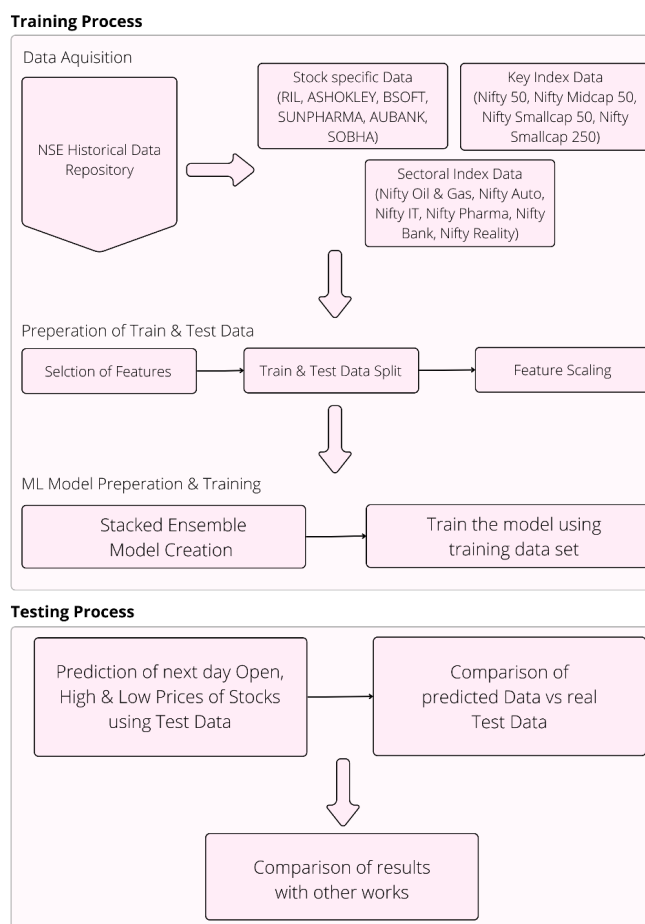 Training Process
Data Aquisition
NSE Historical Data
Repository
Stock specific Data
(RIL, ASHOKLEY, BSOFT,
SUNPHARMA, AUBANK,
SOBHA)
Key Index Data
(Nifty 50, Nifty Midcap 50,
Nifty Smallcap 50, Nifty
Smallcap 250)
Sectoral Index Data
(Nifty Oil & Gas, Nifty Auto,
Nifty IT, Nifty Pharma, Nifty
Bank, Nifty Reality)
Preperation of Train & Test Data
Selction of Features
Train & Test Data Split
Feature Scaling
ML Model Preperation & Training
Stacked Ensemble
Model Creation
Train the model using
training data set
Testing Process
Prediction of next day Open,
High & Low Prices of Stocks
using Test Data
Comparison of
predicted Data vs real
Test Data
Comparison of results
with other works